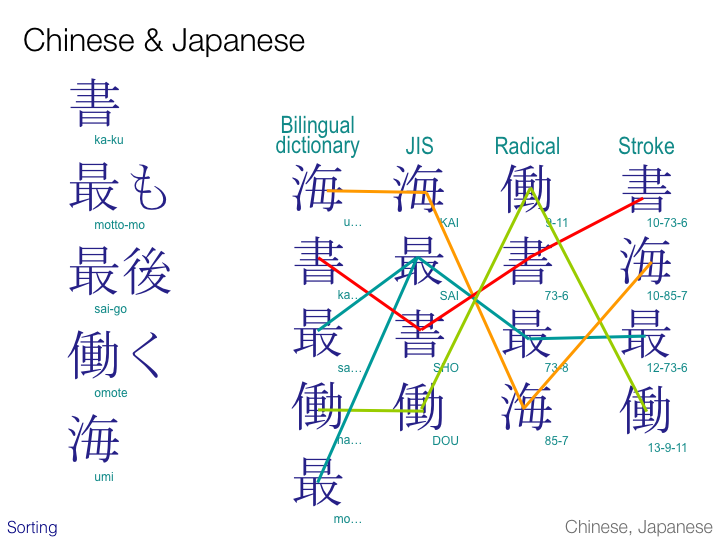 Chinese & Japanese
書
ka-ku
最も
motto-mo
最後
sai-go
働く
omote
海
umi
Bilingual
dictionary
海
u…
書
ka…
最
sa…
働
ha…
最
mo…
JIS
海
KAI
最
SAI
書
SHO
働
DOU
Radical
働
9-11
書
73-6
最
73-8
海
85-7
Stroke
書
10-73-6
海
10-85-7
最
12-73-6
働
13-9-11
Sorting
Chinese, Japanese